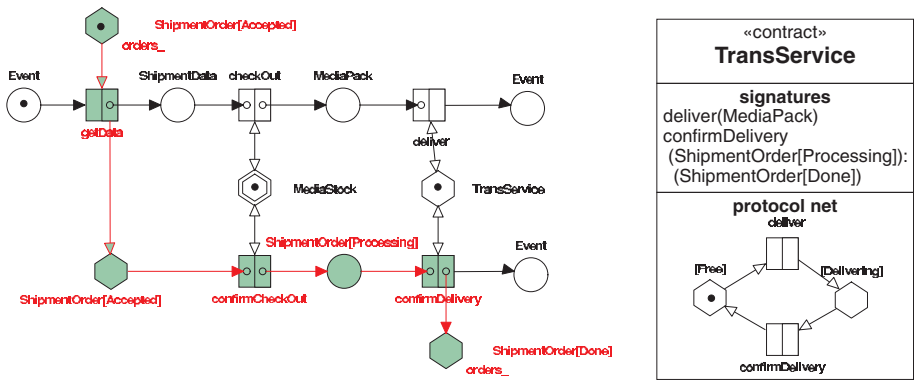 ShipmentOrder[Accepted]
orders_
Event
ShipmentData
checkOut
MediaPack
Event
getData
deliver
MediaStock
TransService
ShipmentOrder[Processing]
Event
ShipmentOrder[Accepted]
confirmCheckOut
confirmDelivery
ShipmentOrder[Done]
orders_
«contract»
TransService
signatures
deliver(MediaPack)
confirmDelivery
(ShipmentOrder[Processing]):
(ShipmentOrder[Done])
protocol net
deliver
[Free]
[Delivering]
confirmDelivery